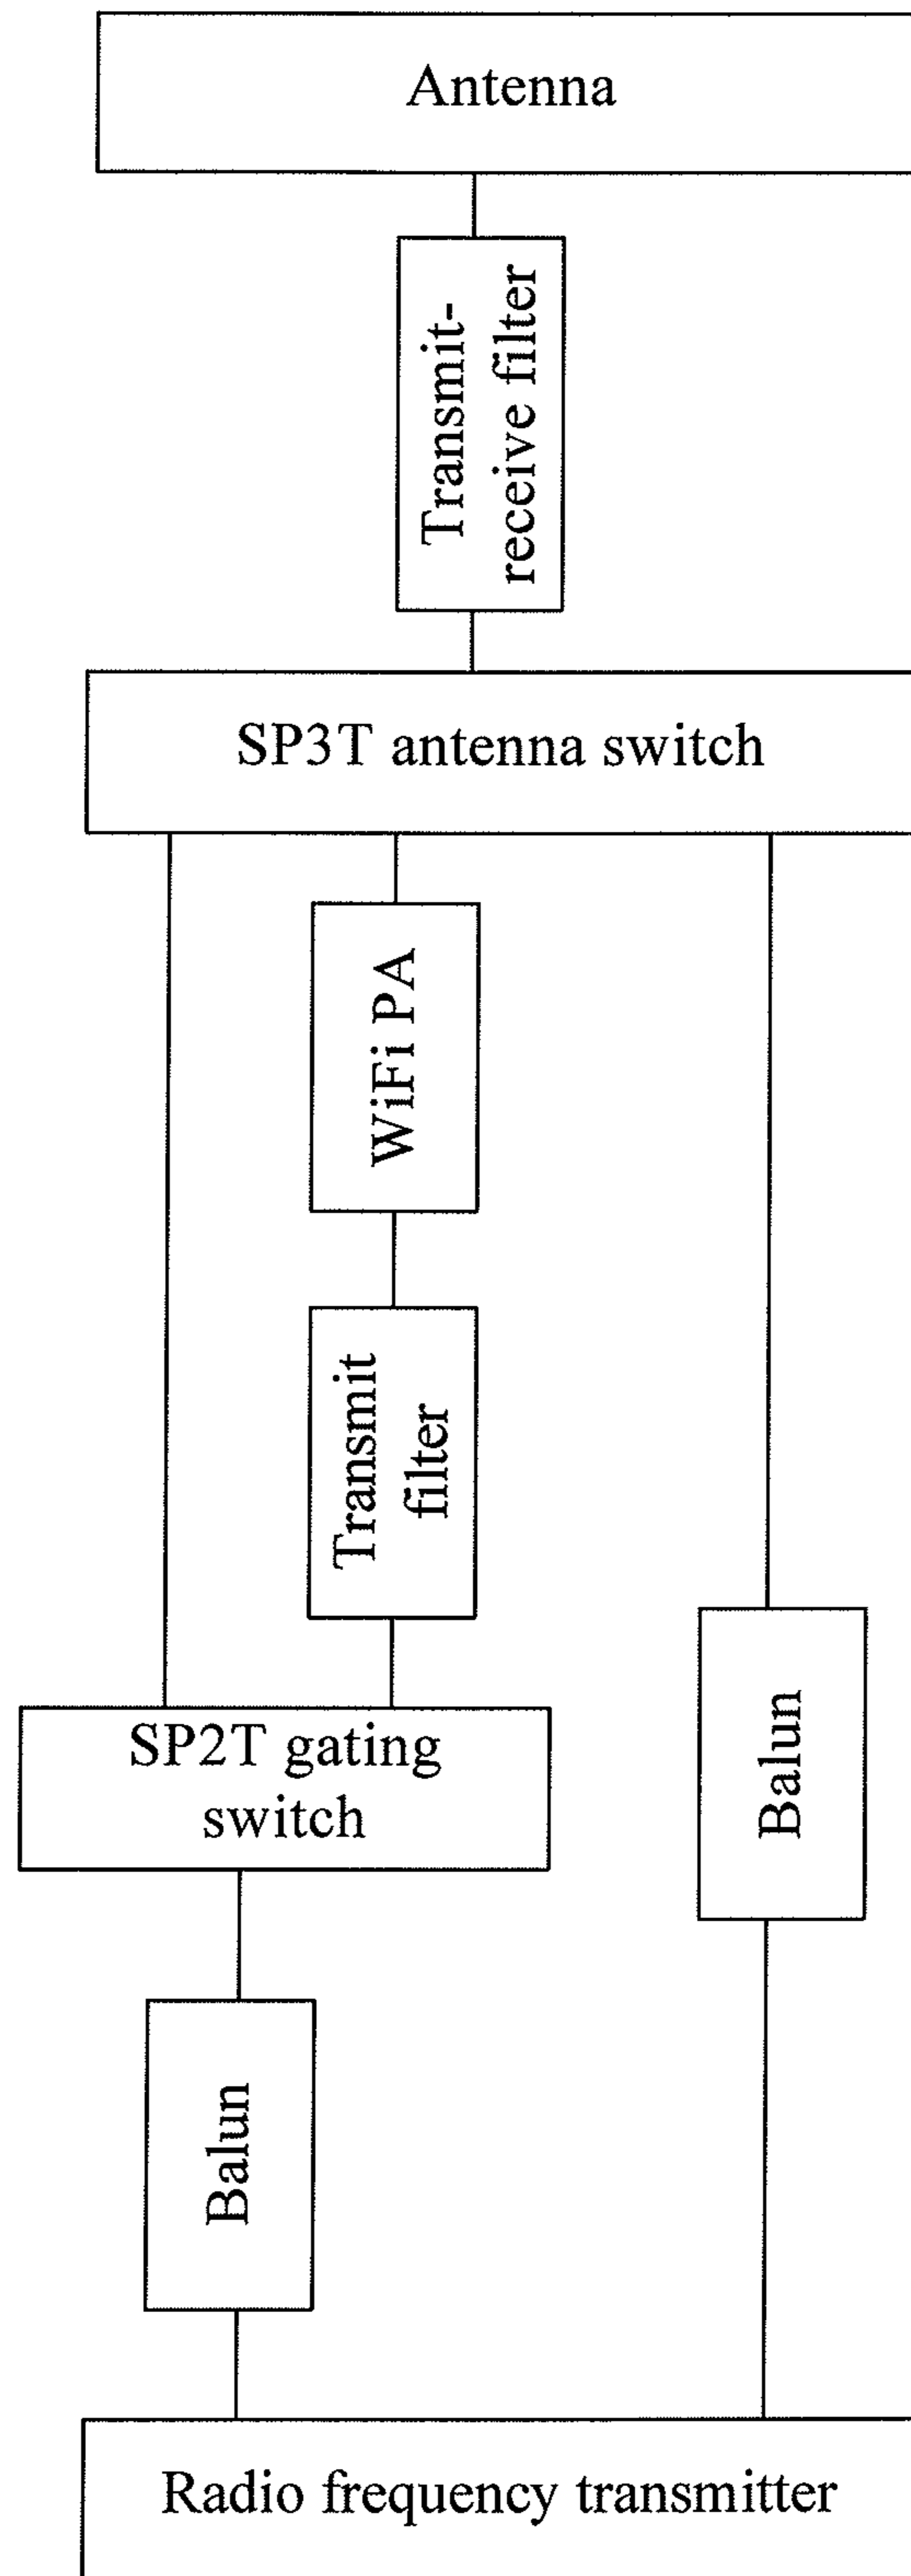 Antenna
Transmit-
receive filter
SP3T antenna switch
WiFi PA
Transmit
filter
SP2T gating
switch
Balun
Balun
Radio frequency transmitter